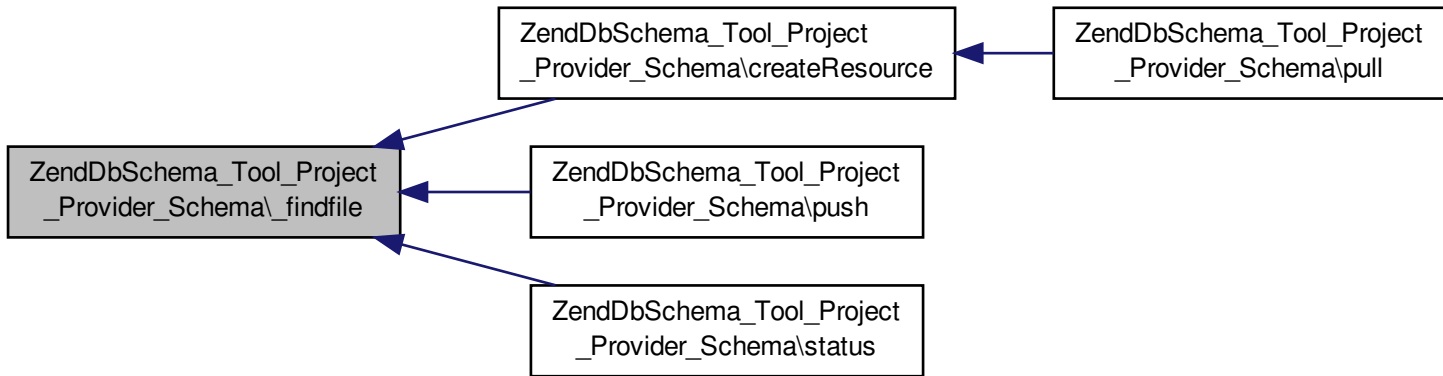 ZendDbSchema_Tool_Project
_Provider_Schema\_findfile
ZendDbSchema_Tool_Project
_Provider_Schema\createResource
ZendDbSchema_Tool_Project
_Provider_Schema\pull
ZendDbSchema_Tool_Project
_Provider_Schema\push
ZendDbSchema_Tool_Project
_Provider_Schema\status